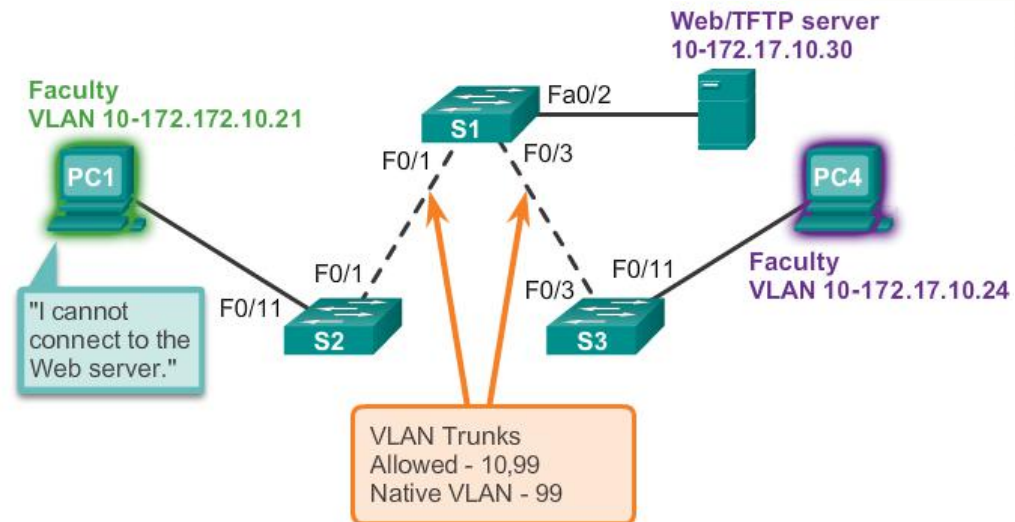 Web/TFTP server
10-172.17.10.30
Faculty
VLAN 10-172.172.10.21
Fa0/2
S1
F0/1
F0/3
PC1
PC4
F0/1
F0/11
F0/3
F0/11
Faculty
VLAN 10-172.17.10.24
"I cannot
connect to the
Web server."
S2
S3
VLAN Trunks
Allowed - 10,99
Native VLAN - 99